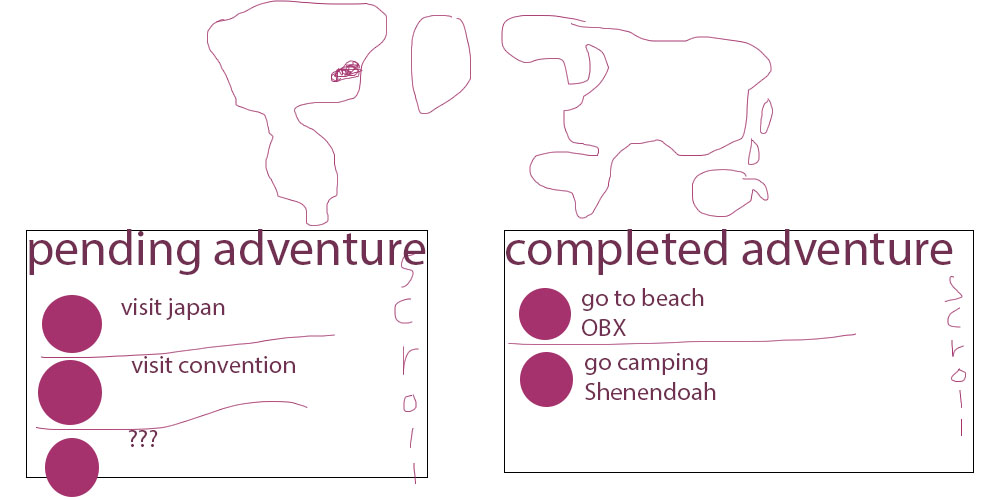 pending adventure
visit japan
visit convention
???
scroll
completed adventure
go to beach
OBX
go camping
Shenendoah
scroll